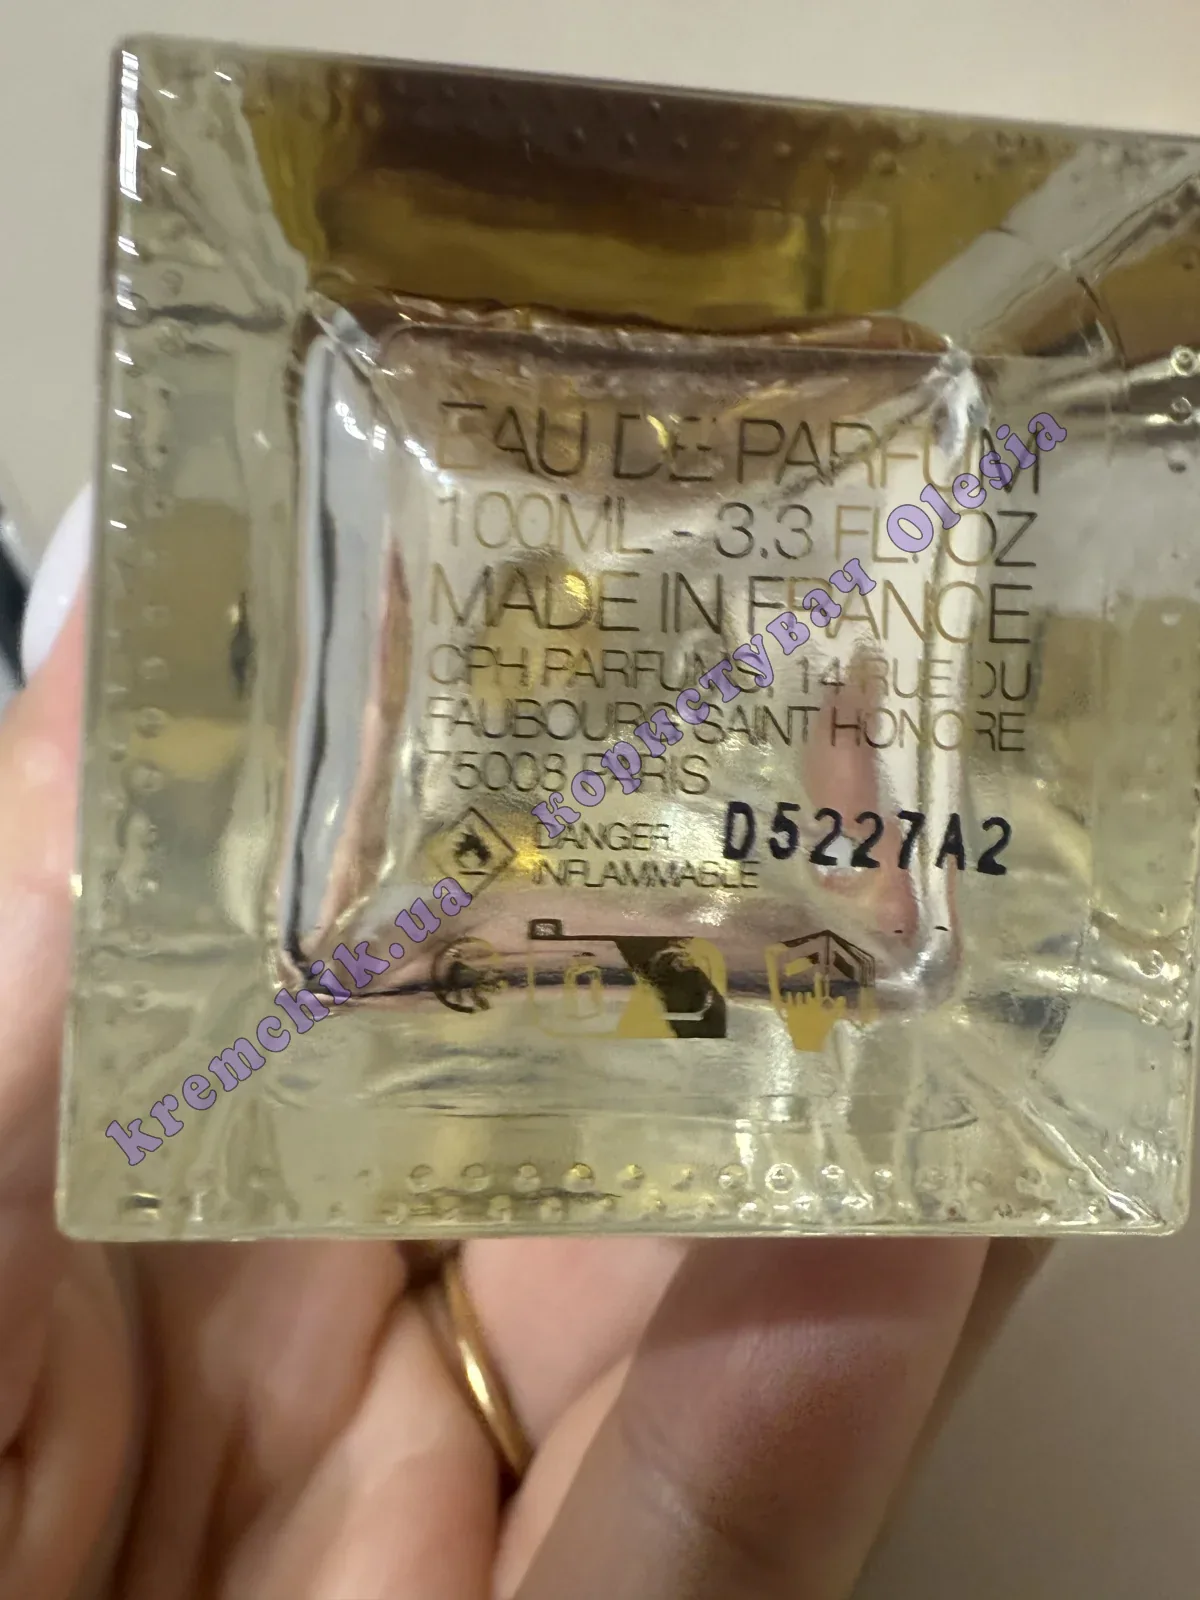 EAU DE PARFUM
100ML - 3.3 FL. OZ
MADE IN FRANCE
CPH PARFUMS, 14 RUE DU
FAUBOURG SAINT HONORE
75008 PARIS
DANGER
INFLAMMABLE
D5227A2
kremchik.ua користувач Olesia